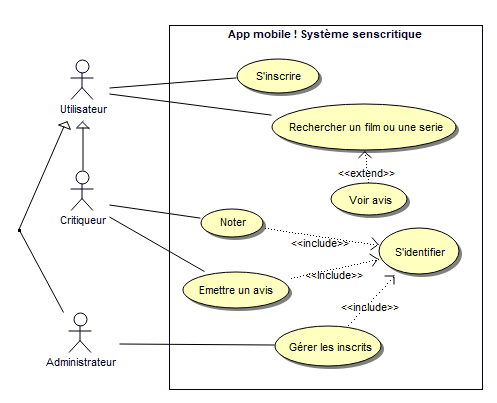 App mobile ! Système senscritique
S'inscrire
Utilisateur
Rechercher un film ou une serie
<<extend>>
Voir avis
Critiqueur
Noter
<<include>>
S'identifier
<<Include>>
Emettre un avis
<<include>>
Gérer les inscrits
Administrateur